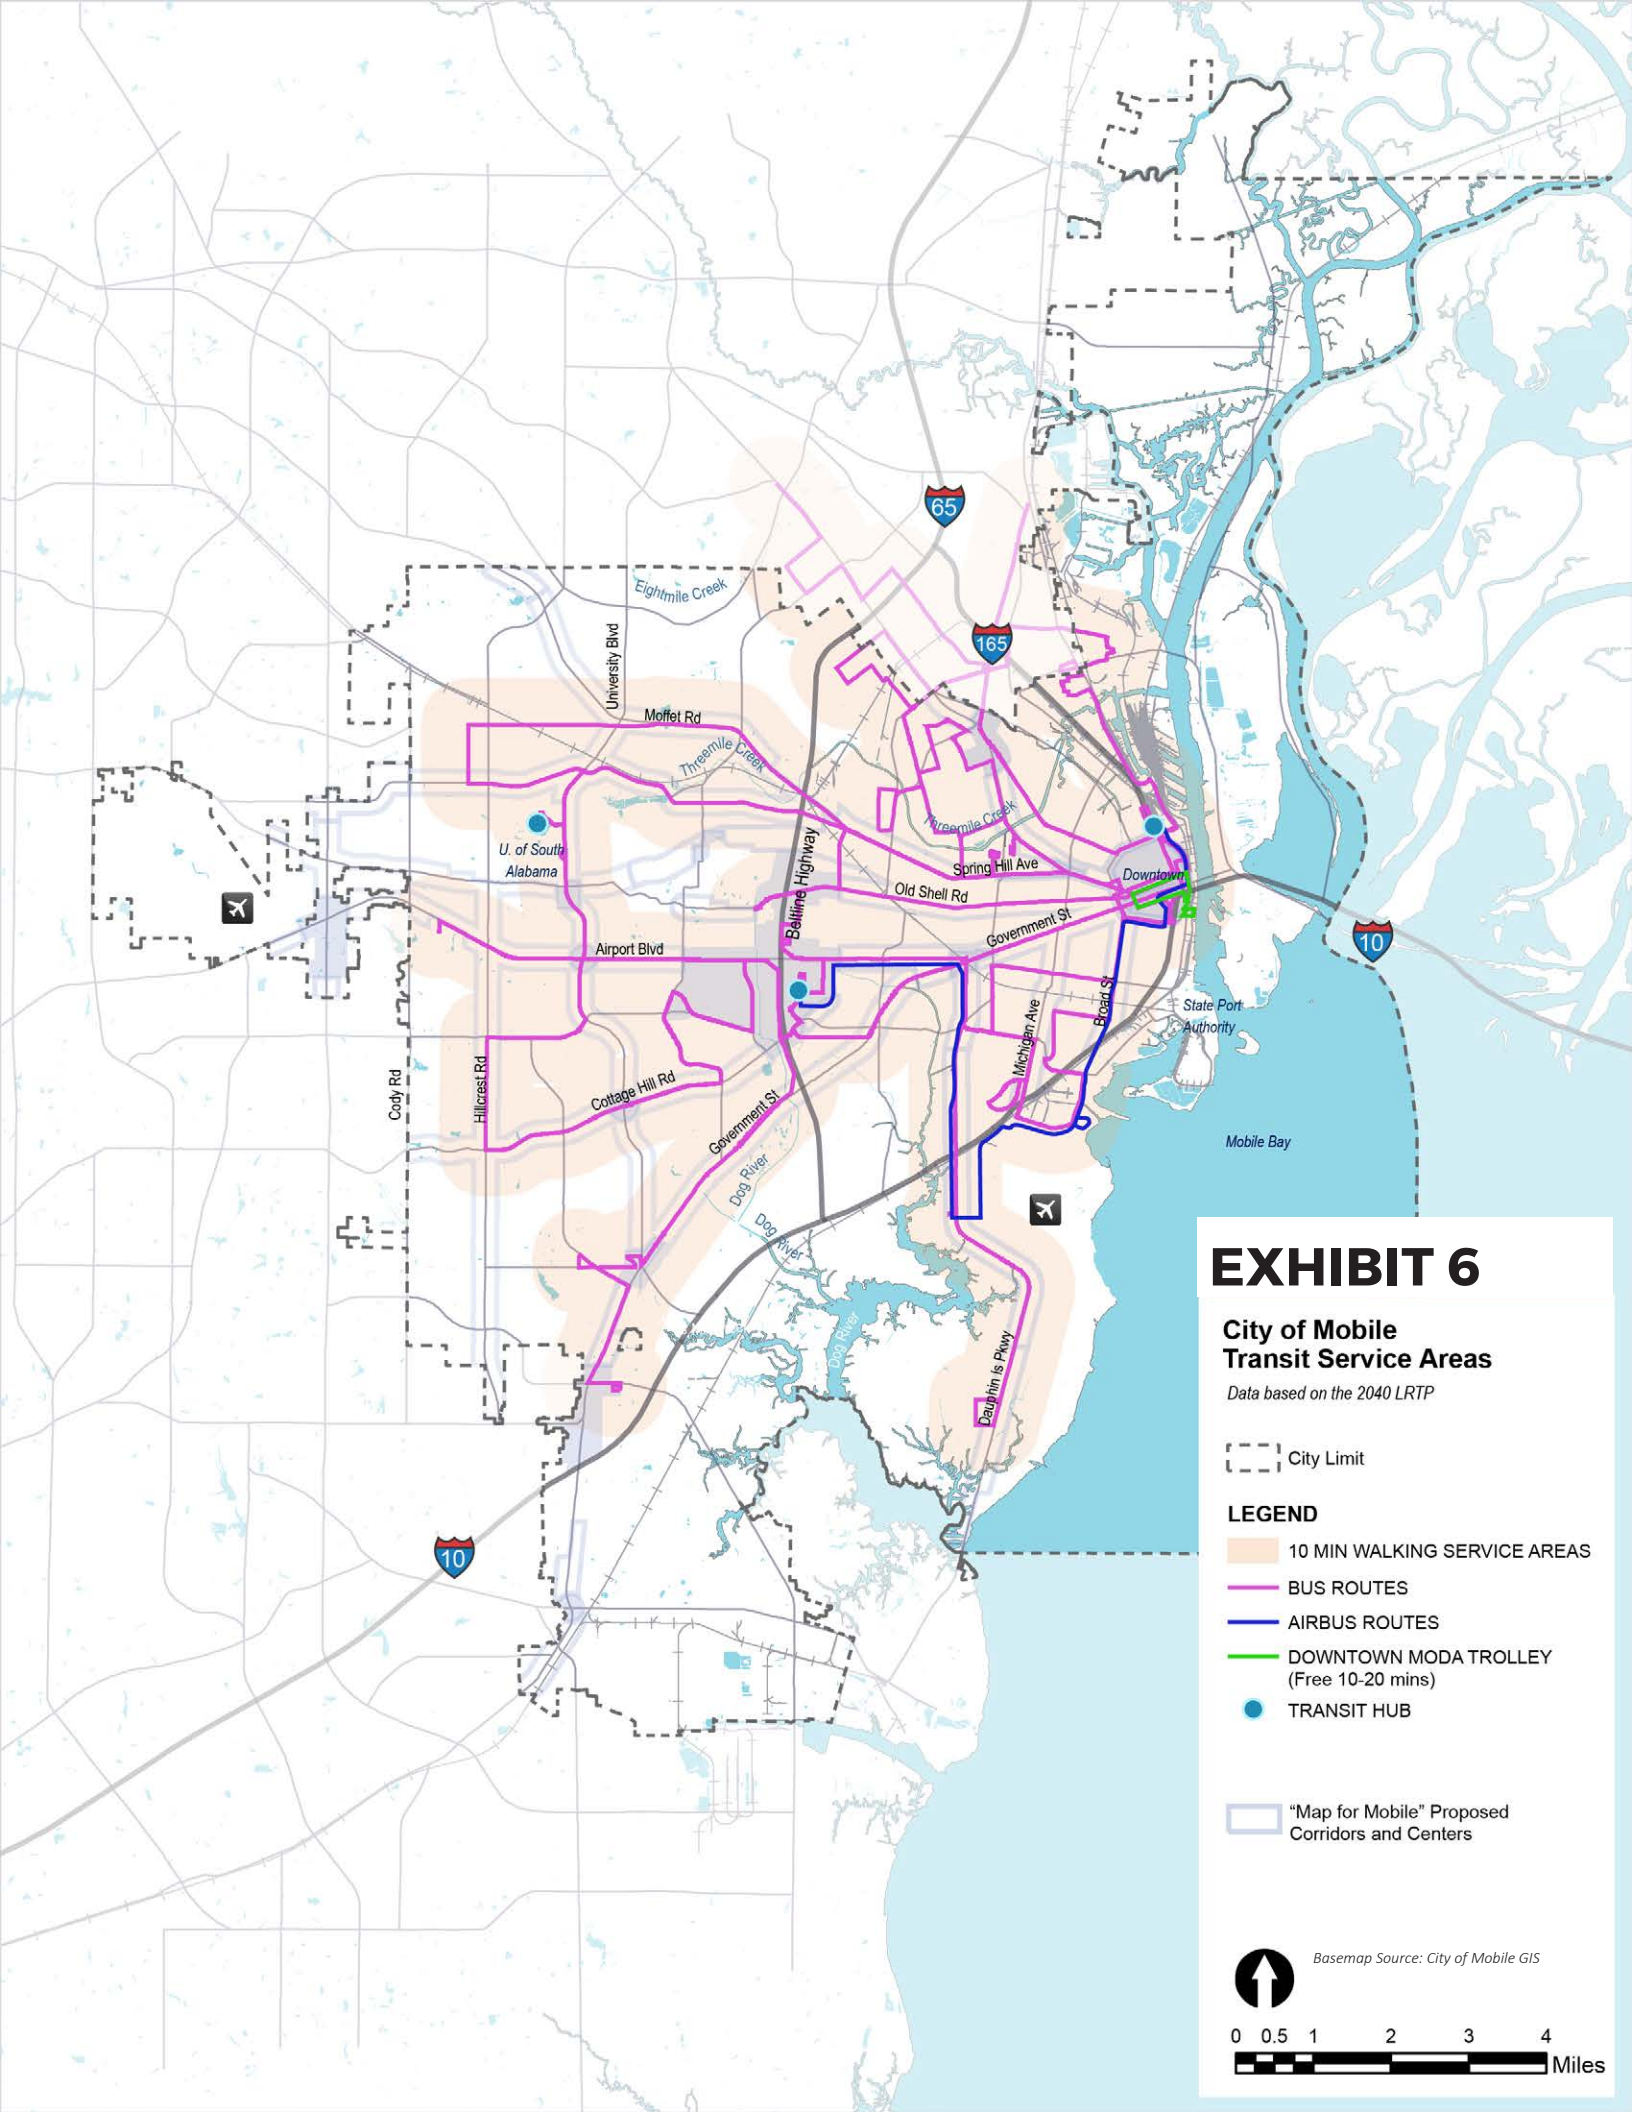 65
Eightmile Creek
University Blvd
165
Moffet Rd
Threemile Creek
Threemile Creek
U. of South
Alabama
Beltline Highway
Spring Hill Ave
Downtown
Old Shell Rd
Government St
Airport Blvd
10
Broad St
State Port
Authority
Michigan Ave
Cody Rd
Hillcrest Rd
Cottage Hill Rd
Government St
Mobile Bay
Dog River
Dog River
Dog River
Dauphin Is Pkwy
10
EXHIBIT 6
City of Mobile
Transit Service Areas
Data based on the 2040 LRTP
City Limit
LEGEND
10 MIN WALKING SERVICE AREAS
BUS ROUTES
AIRBUS ROUTES
DOWNTOWN MODA TROLLEY
(Free 10-20 mins)
TRANSIT HUB
“Map for Mobile” Proposed
Corridors and Centers
Basemap Source: City of Mobile GIS
0 0.5 1 2 3 4
Miles